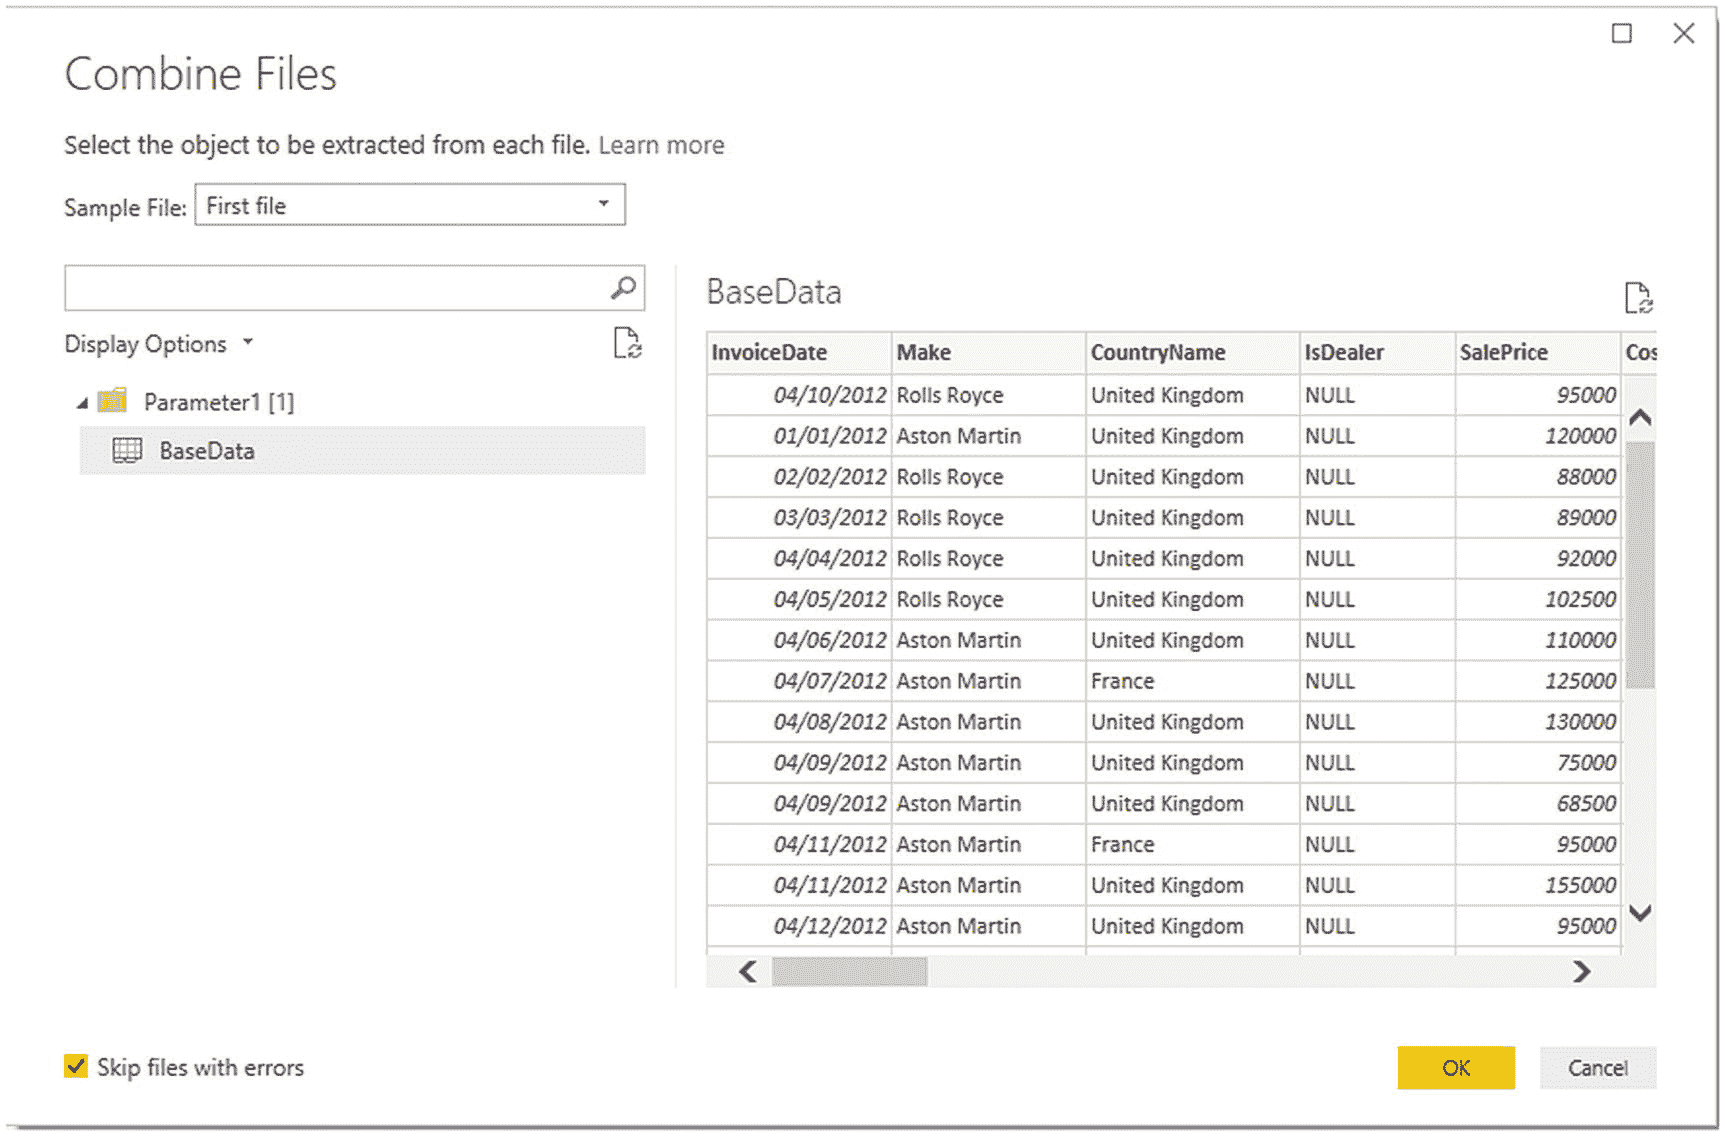 Combine Files
Select the object to be extracted from each file. Learn more
Sample File: First file
Display Options
Parameter1 [1]
BaseData
BaseData
InvoiceDate Make CountryName IsDealer SalePrice Cos
04/10/2012 Rolls Royce United Kingdom NULL 95000
01/01/2012 Aston Martin United Kingdom NULL 120000
02/02/2012 Rolls Royce United Kingdom NULL 88000
03/03/2012 Rolls Royce United Kingdom NULL 89000
04/04/2012 Rolls Royce United Kingdom NULL 92000
04/05/2012 Rolls Royce United Kingdom NULL 102500
04/06/2012 Aston Martin United Kingdom NULL 110000
04/07/2012 Aston Martin France NULL 125000
04/08/2012 Aston Martin United Kingdom NULL 130000
04/09/2012 Aston Martin United Kingdom NULL 75000
04/09/2012 Aston Martin United Kingdom NULL 68500
04/11/2012 Aston Martin France NULL 95000
04/11/2012 Aston Martin United Kingdom NULL 155000
04/12/2012 Aston Martin United Kingdom NULL 95000
Skip files with errors
OK Cancel